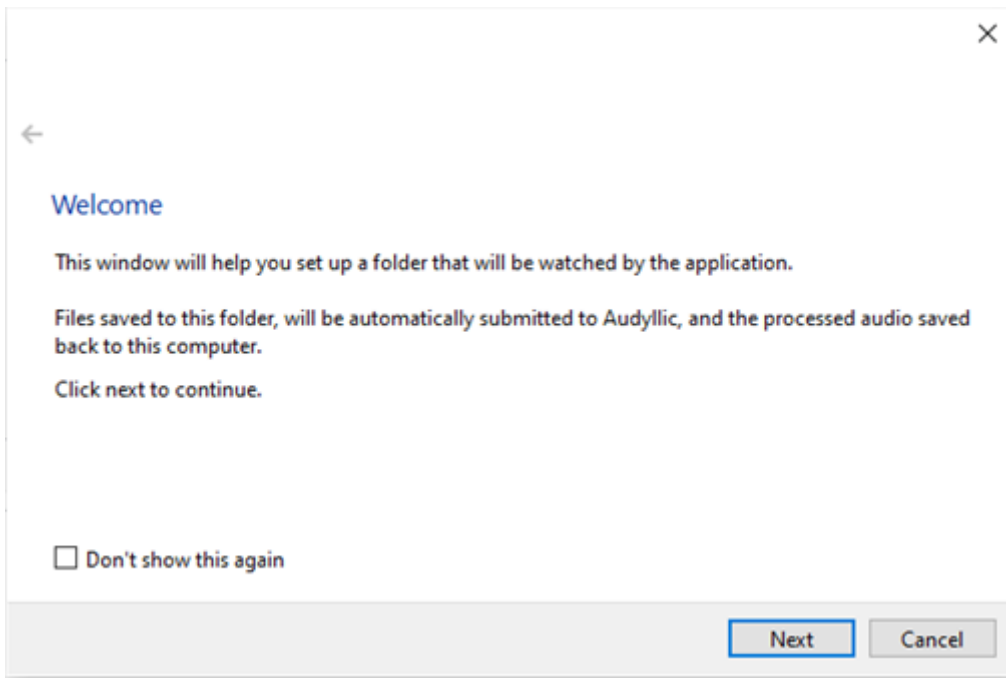 Welcome
This window will help you set up a folder that will be watched by the application.
Files saved to this folder, will be automatically submitted to Audyllic, and the processed audio saved
back to this computer.
Click next to continue.
Don't show this again
Next
Cancel